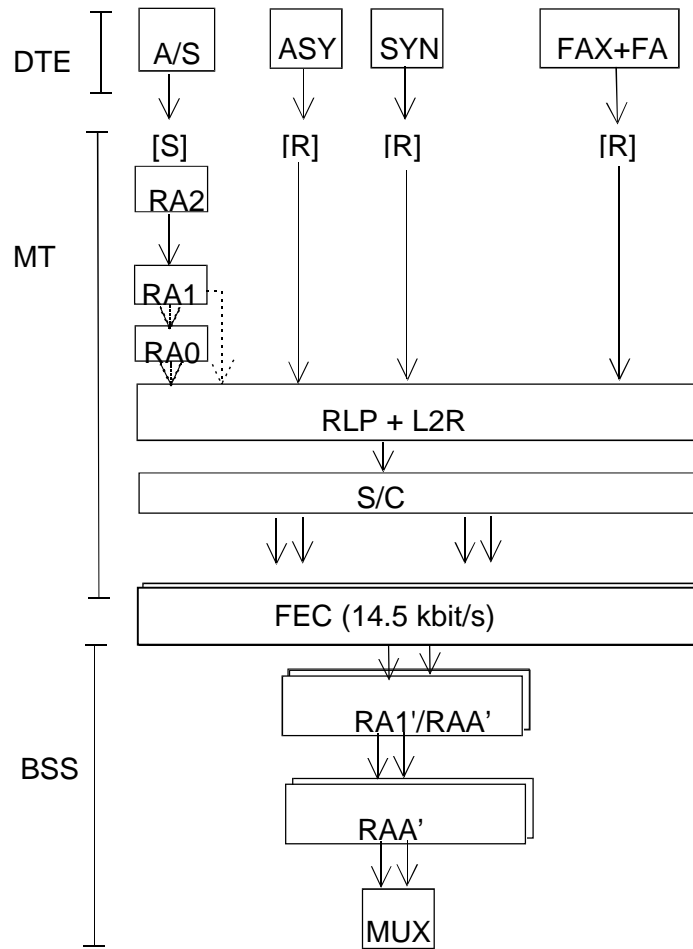 DTE
A/S
ASY
SYN
FAX+FA
[S]
[R]
[R]
[R]
MT
RA2
RA1
RA0
RLP + L2R
S/C
FEC (14.5 kbit/s)
BSS
RA1'/RAA’
RAA’
MUX